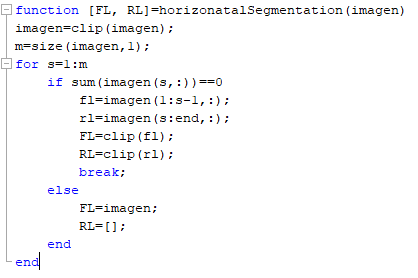 function [FL, RL]=horizonatalSegmentation(imagen)
imagen=clip(imagen);
m=size(imagen,1);
for s=1:m
    if sum(imagen(s,:))==0
        fl=imagen(1:s-1,:);
        rl=imagen(s:end,:);
        FL=clip(fl);
        RL=clip(rl);
        break;
    else
        FL=imagen;
        RL=[];
    end
end